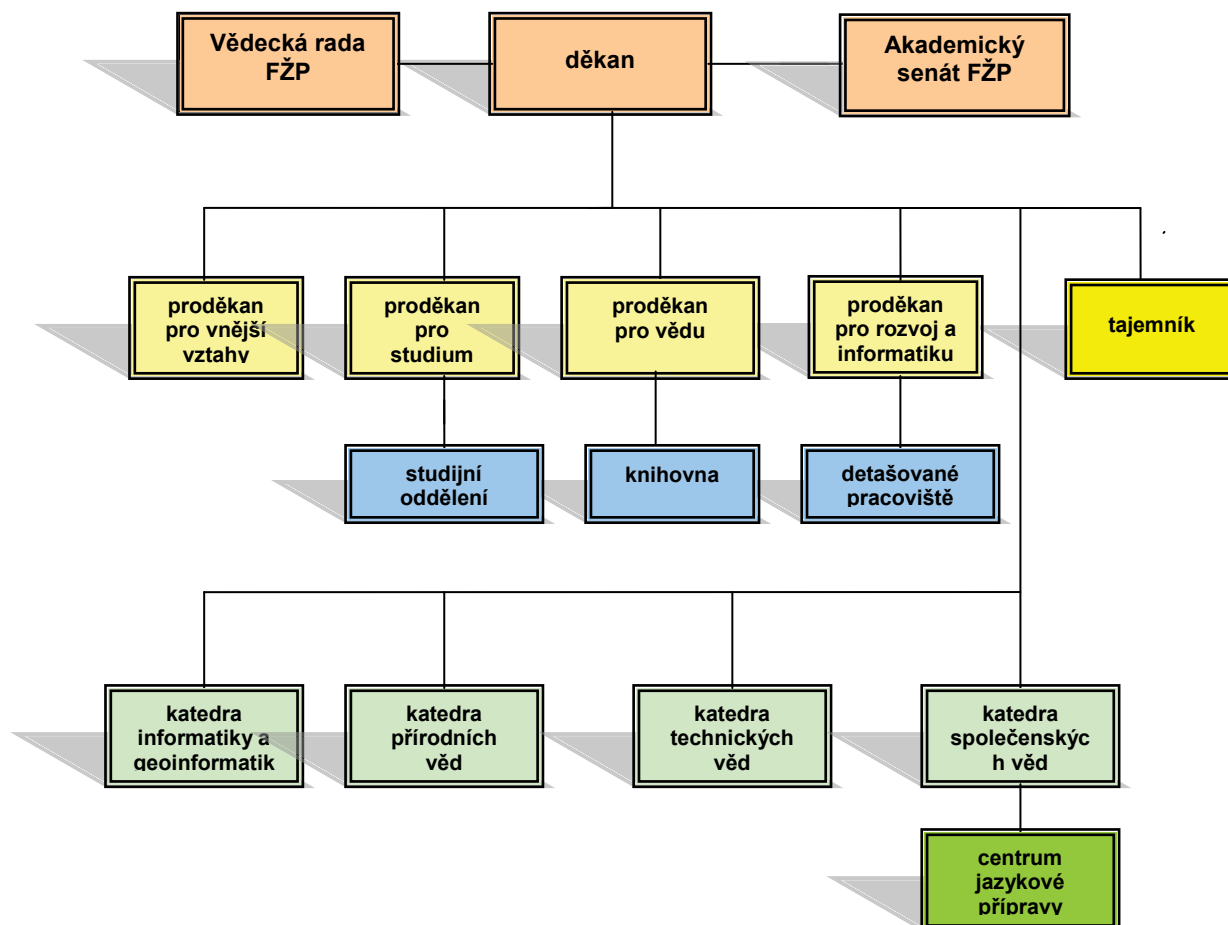 Vědecká rada
FŽP
děkan
Akademický
senát FŽP
proděkan
pro vnější
vztahy
proděkan
pro
studium
proděkan
pro vědu
proděkan
pro rozvoj a
informatiku
tajemník
studijní
oddělení
knihovna
detašované
pracoviště
katedra
informatiky a
geoinformatik
katedra
přírodních
věd
katedra
technických
věd
katedra
společenskýc
h věd
centrum
jazykové
přípravy